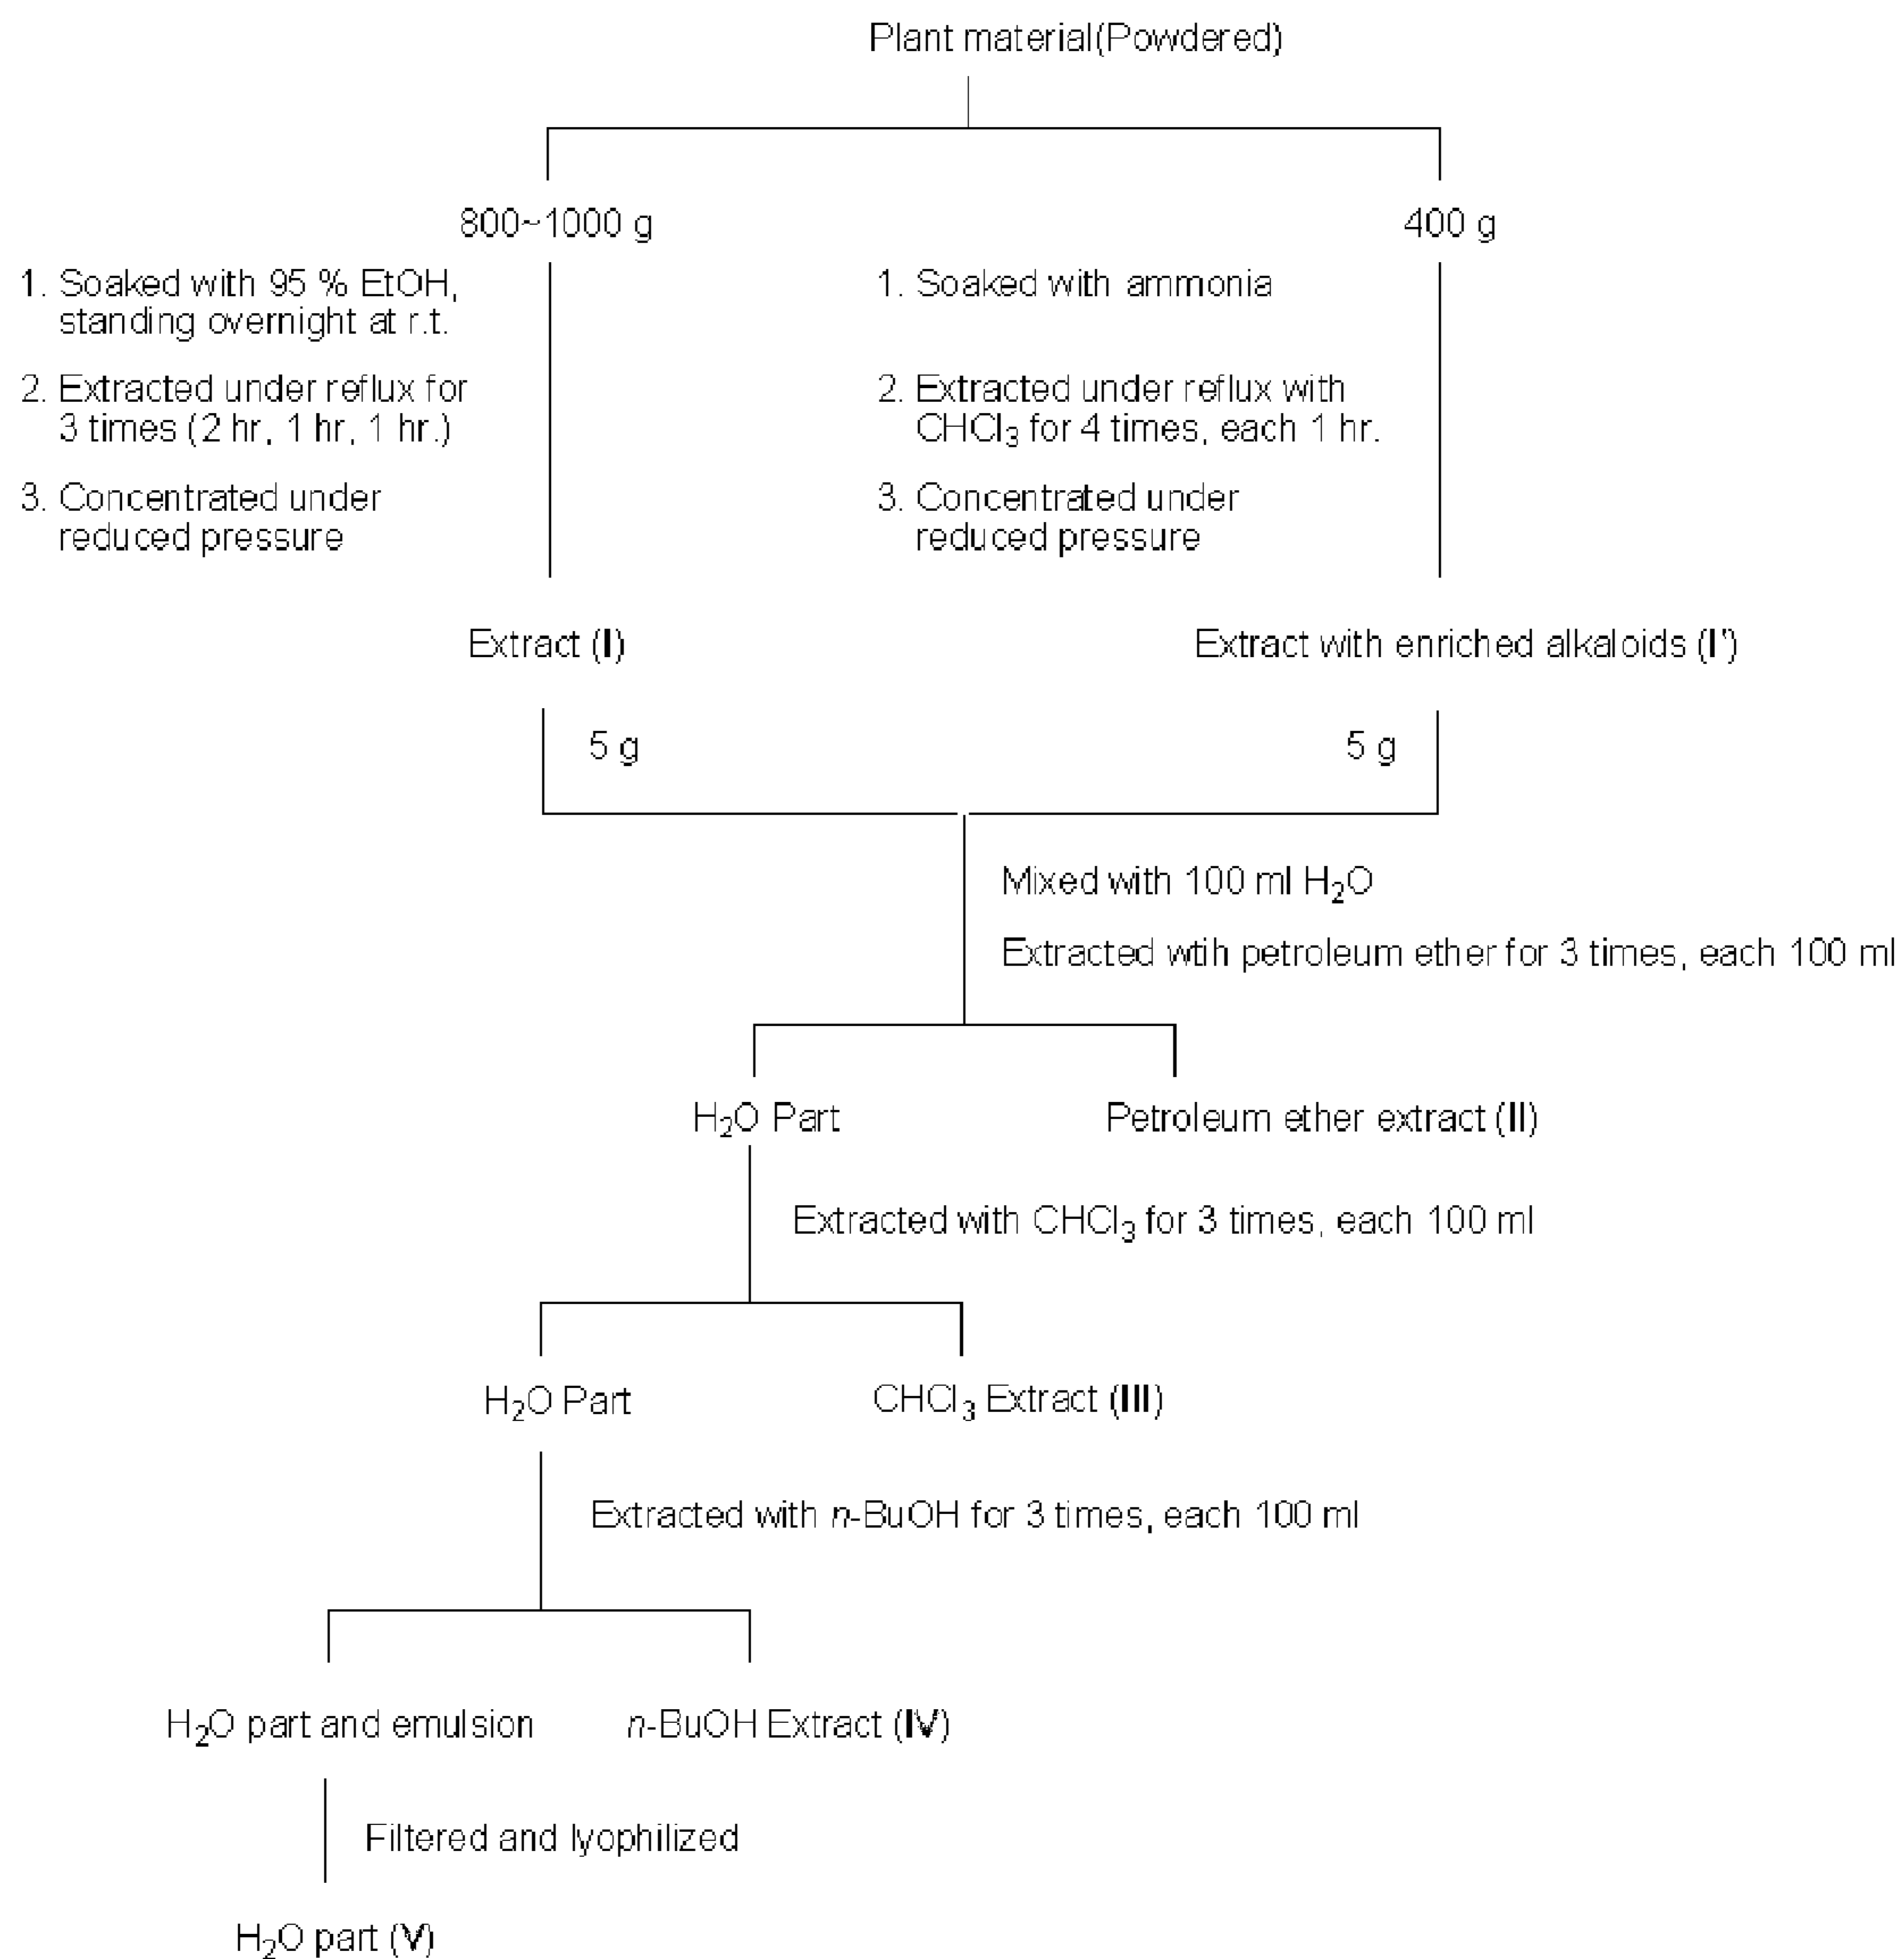 Plant material(Powdered)
800~1000 g
400 g
1. Soaked with 95 % EtOH,
standing overnight at r.t.
2. Extracted under reflux for
3 times (2 hr, 1 hr, 1 hr.)
3. Concentrated under
reduced pressure
1. Soaked with ammonia
2. Extracted under reflux with
CHCl₃ for 4 times, each 1 hr.
3. Concentrated under
reduced pressure
Extract (I)
Extract with enriched alkaloids (I')
5 g
5 g
Mixed with 100 ml H₂O
Extracted wtih petroleum ether for 3 times, each 100 ml
H₂O Part
Petroleum ether extract (II)
Extracted with CHCl₃ for 3 times, each 100 ml
H₂O Part
CHCl₃ Extract (III)
Extracted with n-BuOH for 3 times, each 100 ml
H₂O part and emulsion
n-BuOH Extract (IV)
Filtered and lyophilized
H₂O part (V)